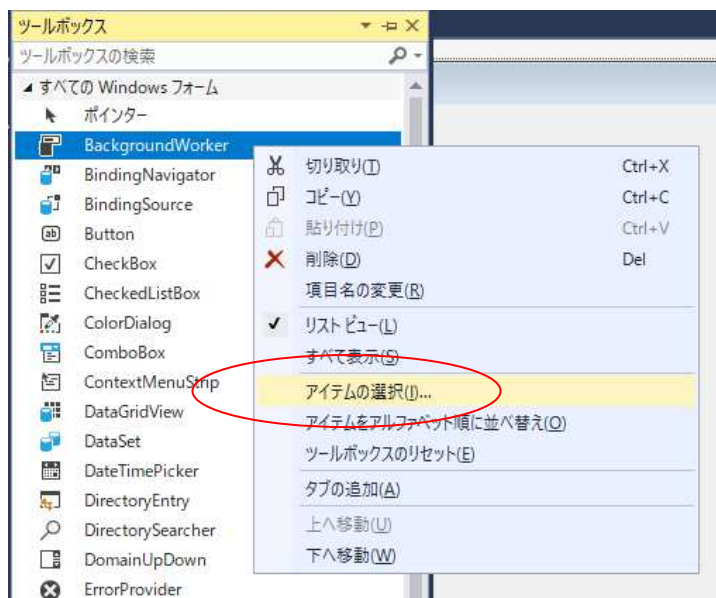 ツールボックス
ツールボックスの検索
すべての Windows フォーム
ポインター
BackgroundWorker
BindingNavigator
BindingSource
Button
CheckBox
CheckedListBox
ColorDialog
ComboBox
ContextMenuStrip
DataGridView
DataSet
DateTimePicker
DirectoryEntry
DirectorySearcher
DomainUpDown
ErrorProvider
切り取り(T) Ctrl+X
コピー(Y) Ctrl+C
貼り付け(P) Ctrl+V
削除(D) Del
項目名の変更(R)
リスト ビュー(L)
すべて表示(S)
アイテムの選択(I)...
アイテムをアルファベット順に並べ替え(O)
ツールボックスのリセット(E)
タブの追加(A)
上へ移動(U)
下へ移動(W)